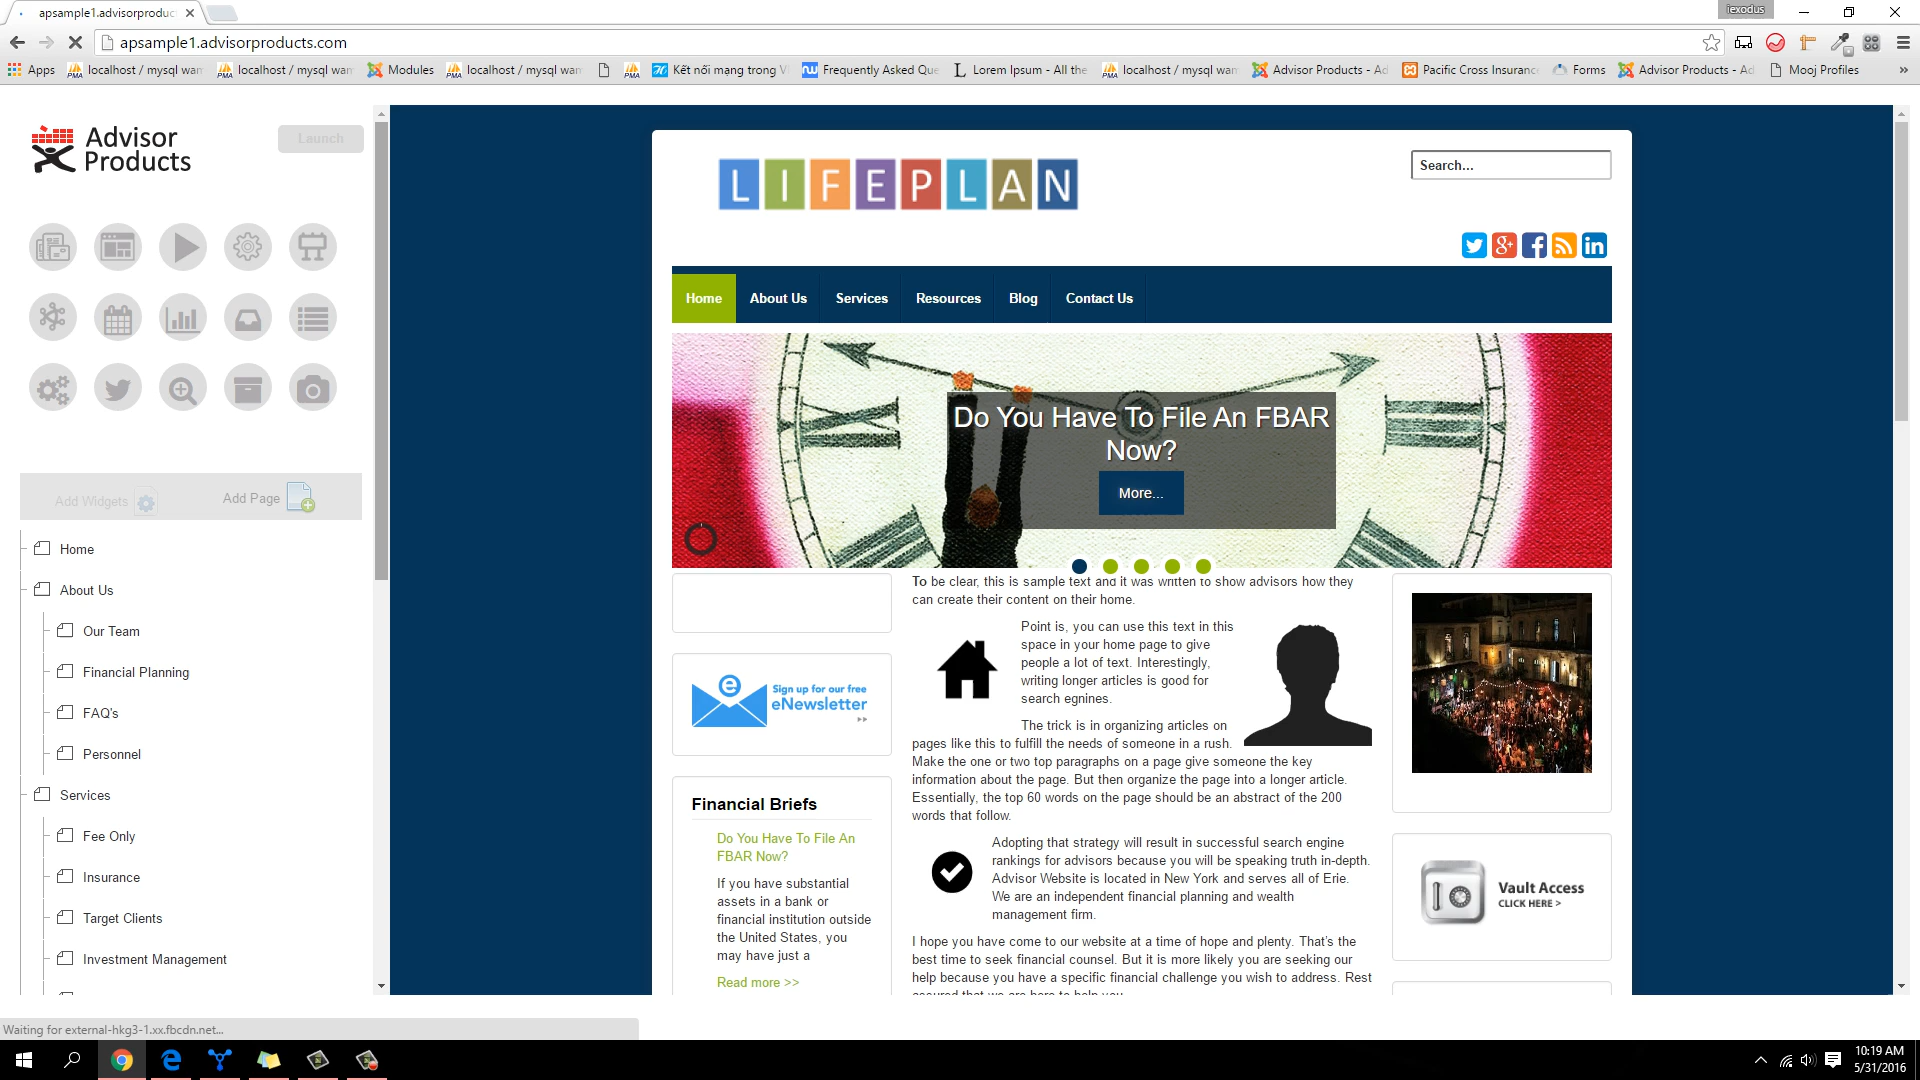 apsample1.advisorproduc
iexodus
apsample1.advisorproducts.com
Apps
localhost / mysql wam
localhost / mysql wam
Modules
localhost / mysql wam
Kết nối mạng trong V
Frequently Asked Que
Lorem Ipsum - All the
localhost / mysql wam
Advisor Products - Ad
Pacific Cross Insuranc
Forms
Advisor Products - Ad
Mooj Profiles
Advisor
Products
Launch
Add Widgets
Add Page
Home
About Us
Our Team
Financial Planning
FAQ's
Personnel
Services
Fee Only
Insurance
Target Clients
Investment Management
LIFEPLAN
Search...
Home
About Us
Services
Resources
Blog
Contact Us
Do You Have To File An FBAR
Now?
More...
Sign up for our free
eNewsletter
Financial Briefs
Do You Have To File An
FBAR Now?
If you have substantial
assets in a bank or
financial institution outside
the United States, you
may have just a
Read more >>
To be clear, this is sample text and it was written to show advisors how they
can create their content on their home.
Point is, you can use this text in this
space in your home page to give
people a lot of text. Interestingly,
writing longer articles is good for
search egnines.
The trick is in organizing articles on
pages like this to fulfill the needs of someone in a rush.
Make the one or two top paragraphs on a page give someone the key
information about the page. But then organize the page into a longer article.
Essentially, the top 60 words on the page should be an abstract of the 200
words that follow.
Adopting that strategy will result in successful search engine
rankings for advisors because you will be speaking truth in-depth.
Advisor Website is located in New York and serves all of Erie.
We are an independent financial planning and wealth
management firm.
I hope you have come to our website at a time of hope and plenty. That's the
best time to seek financial counsel. But it is more likely you are seeking our
help because you have a specific financial challenge you wish to address. Rest
assured that we are here to help you.
Vault Access
CLICK HERE >
Waiting for external-hkg3-1.xx.fbcdn.net...
10:19 AM
5/31/2016